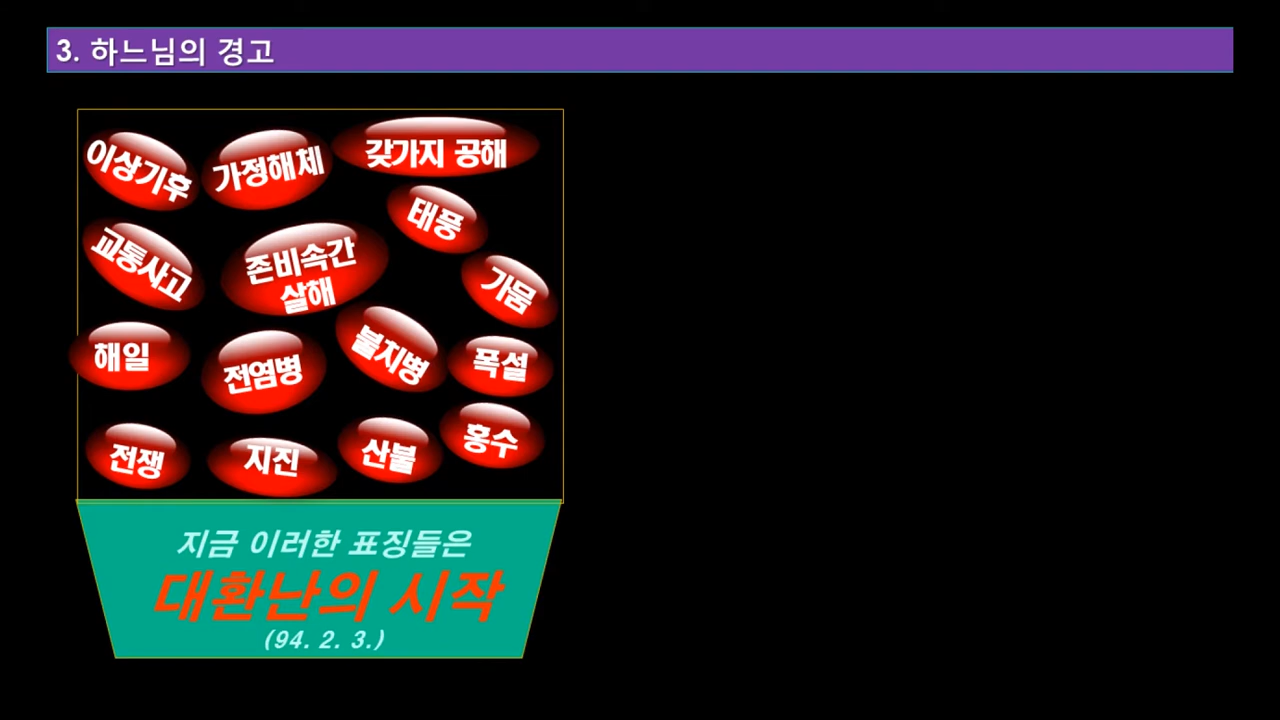 3. 하느님의 경고
이상기후
가정해체
갖가지 공해
태풍
교통사고
존비속간
살해
가뭄
해일
전염병
불치병
폭설
전쟁
지진
산불
홍수
지금 이러한 표징들은
대환난의 시작
(94. 2. 3.)